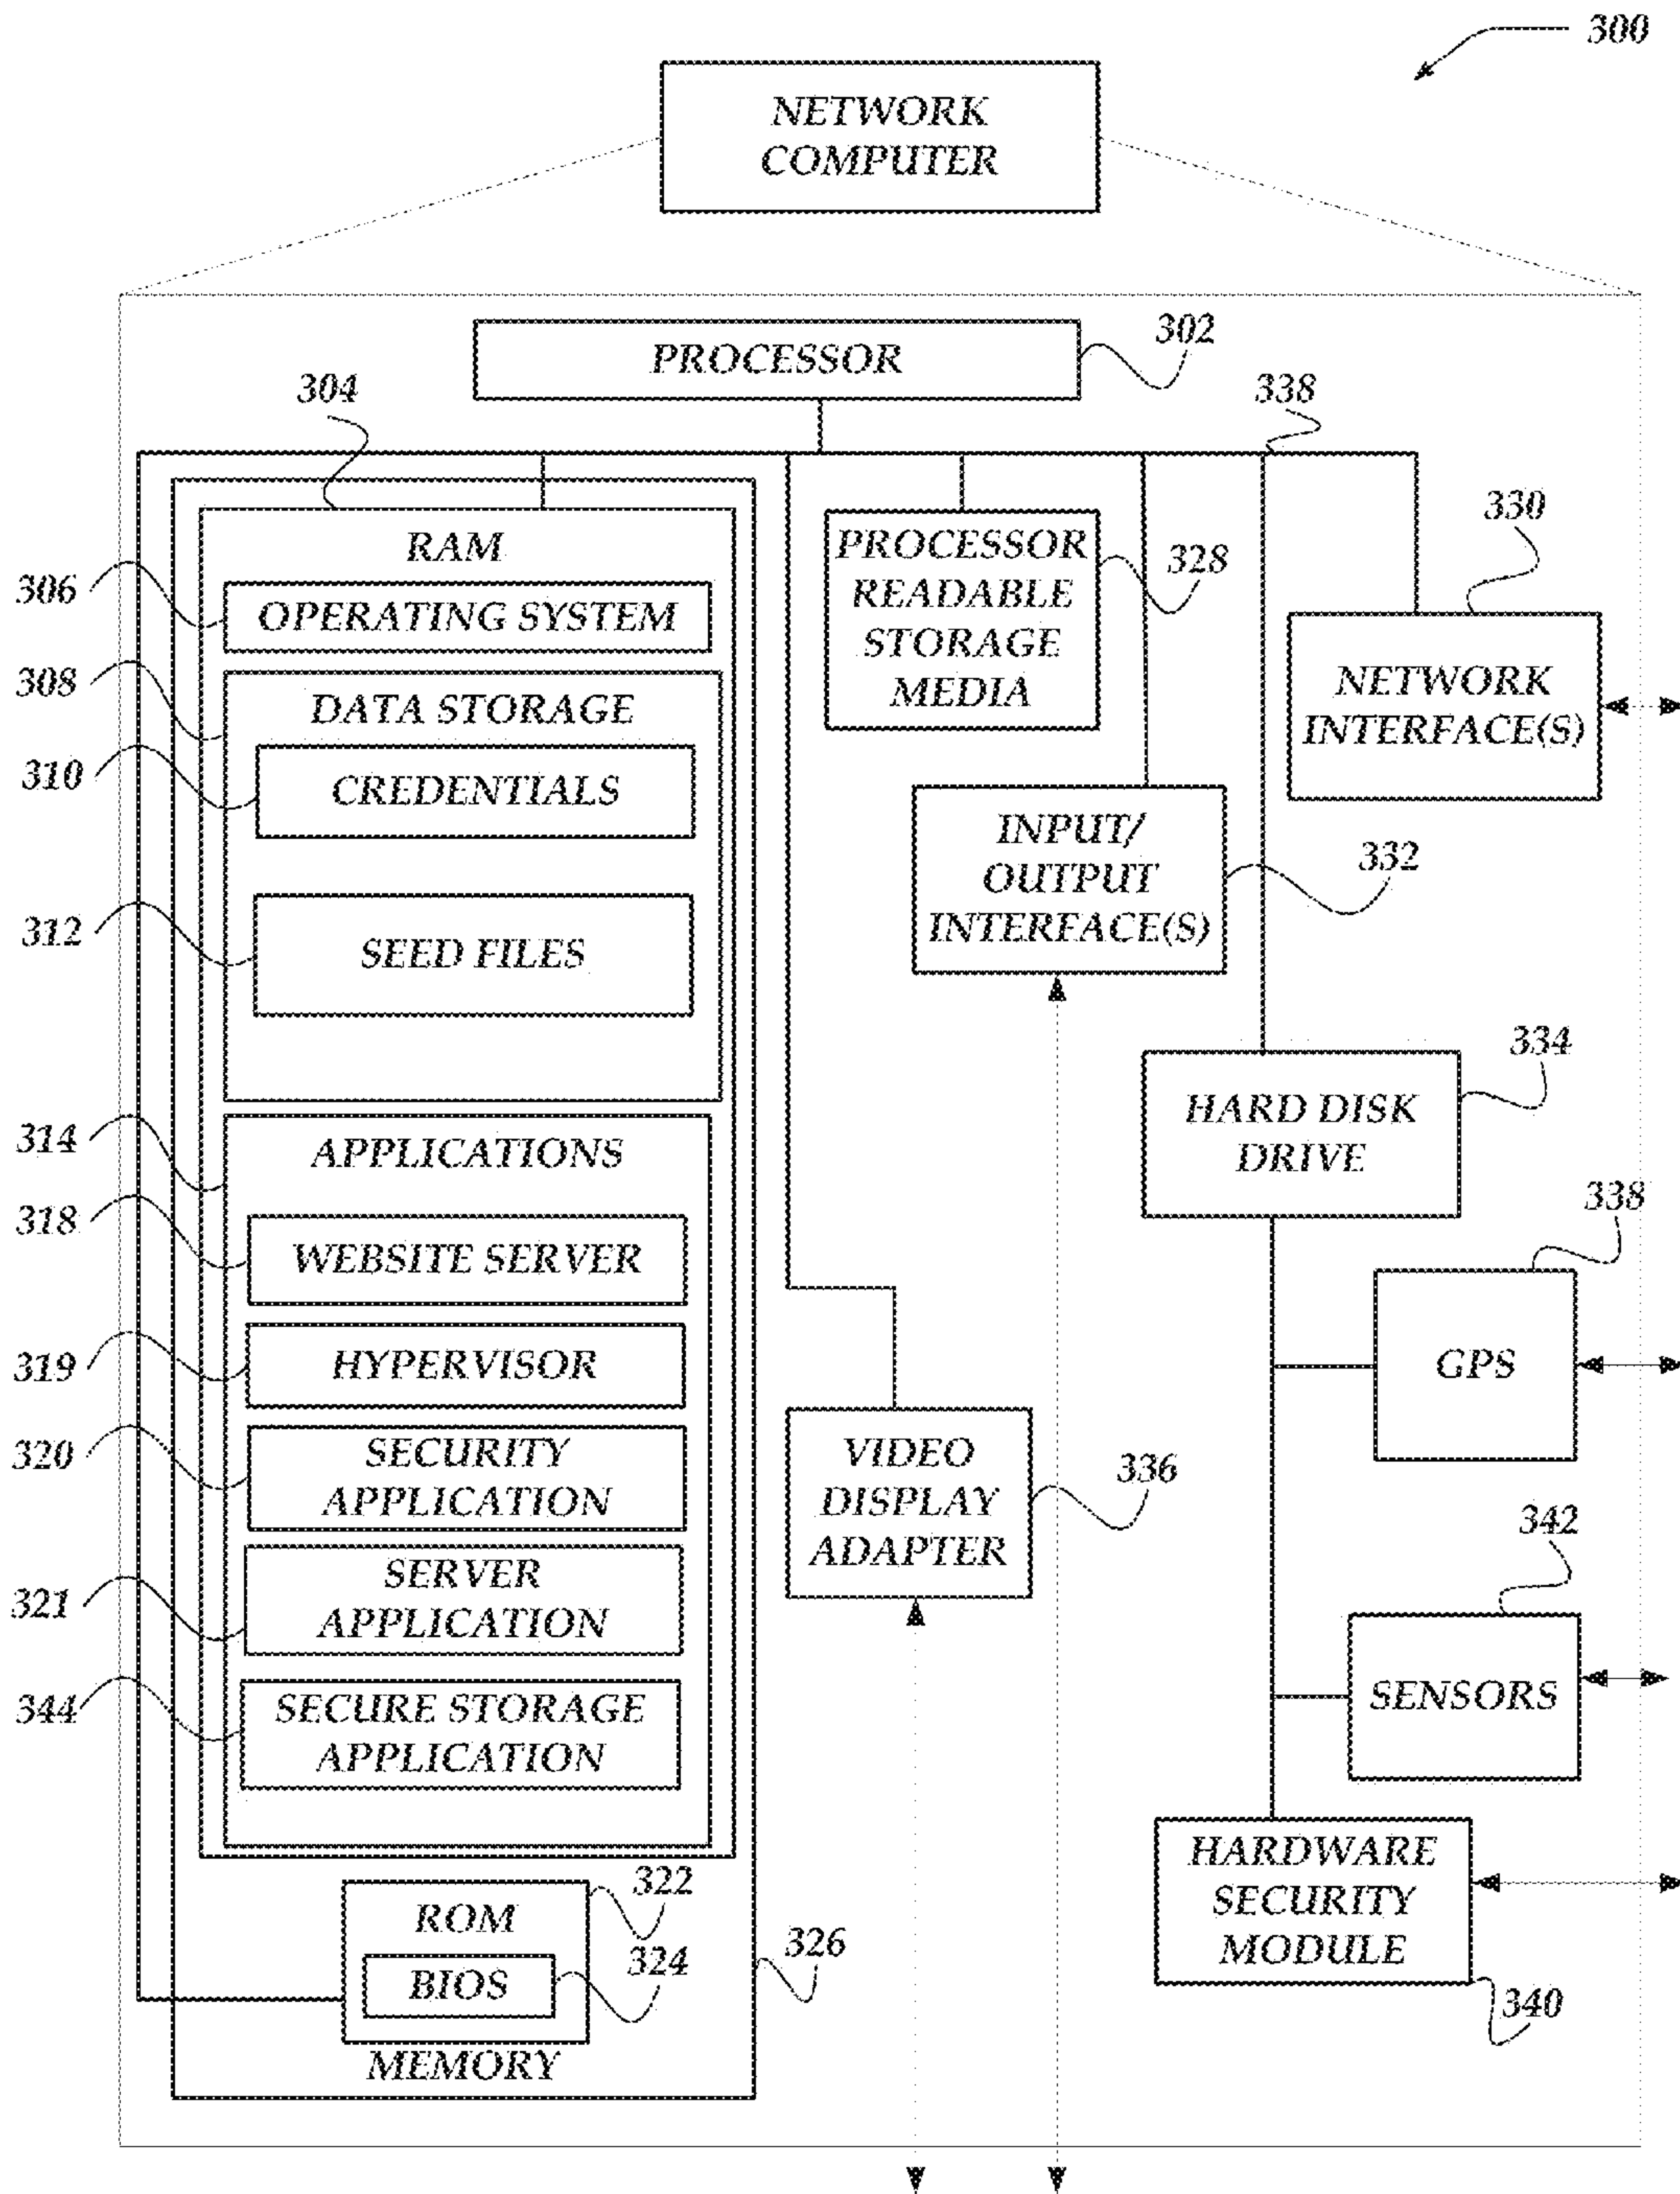 300
NETWORK
COMPUTER
PROCESSOR
302
304
338
RAM
306
OPERATING SYSTEM
308
DATA STORAGE
310
CREDENTIALS
312
SEED FILES
314
APPLICATIONS
318
WEBSITE SERVER
319
HYPERVISOR
320
SECURITY
APPLICATION
321
SERVER
APPLICATION
344
SECURE STORAGE
APPLICATION
322
ROM
324
BIOS
326
MEMORY
PROCESSOR
READABLE
STORAGE
MEDIA
328
330
NETWORK
INTERFACE(S)
INPUT/
OUTPUT
INTERFACE(S)
332
334
HARD DISK
DRIVE
338
GPS
VIDEO
DISPLAY
ADAPTER
336
342
SENSORS
HARDWARE
SECURITY
MODULE
340